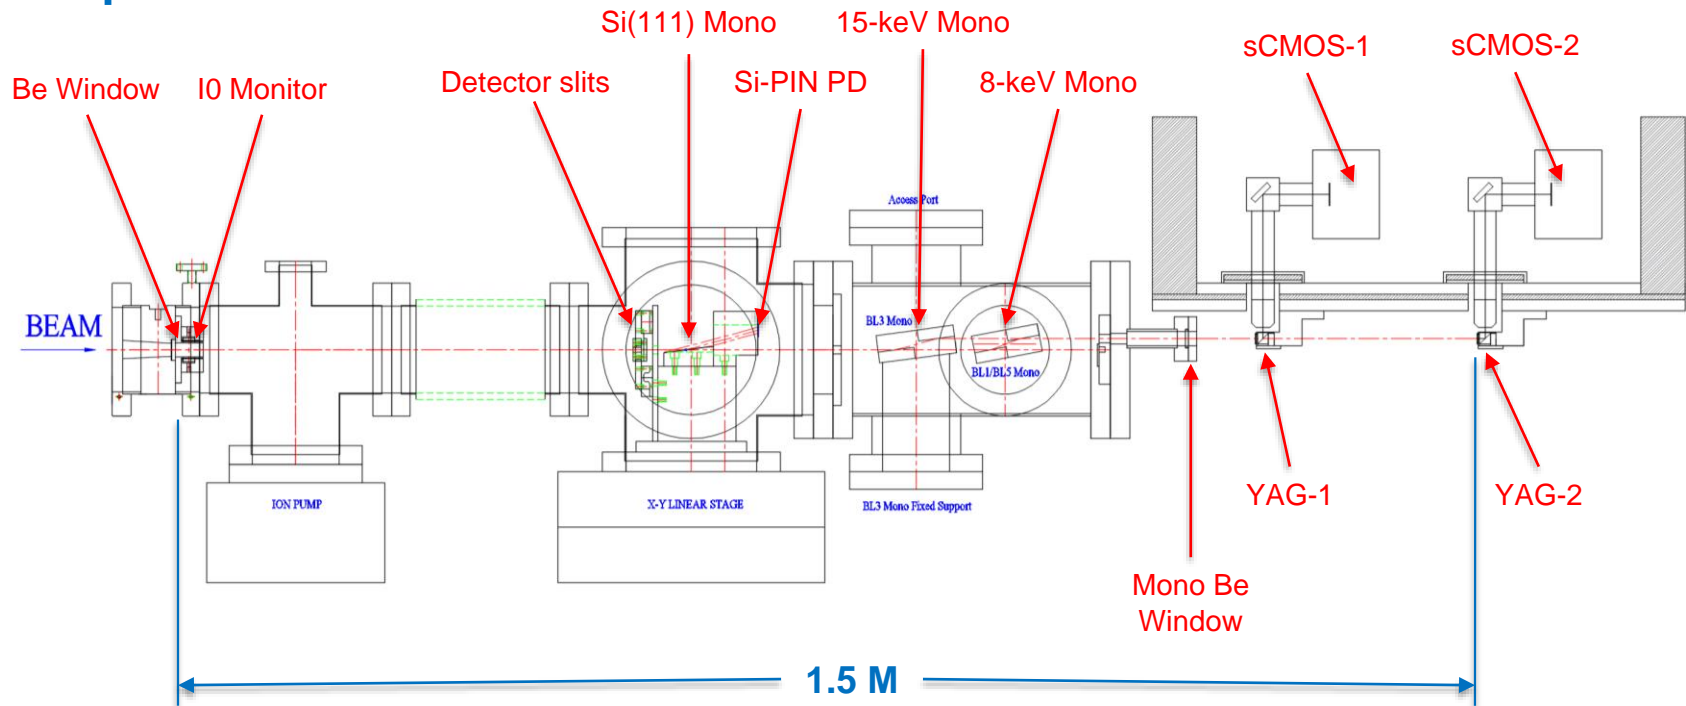 Si(111) Mono
15-keV Mono
sCMOS-1
sCMOS-2
Be Window
I0 Monitor
Detector slits
Si-PIN PD
8-keV Mono
Access Port
BEAM
BL3 Mono
BL1/BL5 Mono
ION PUMP
X-Y LINEAR STAGE
BL3 Mono Fixed Support
YAG-1
YAG-2
Mono Be
Window
1.5 M